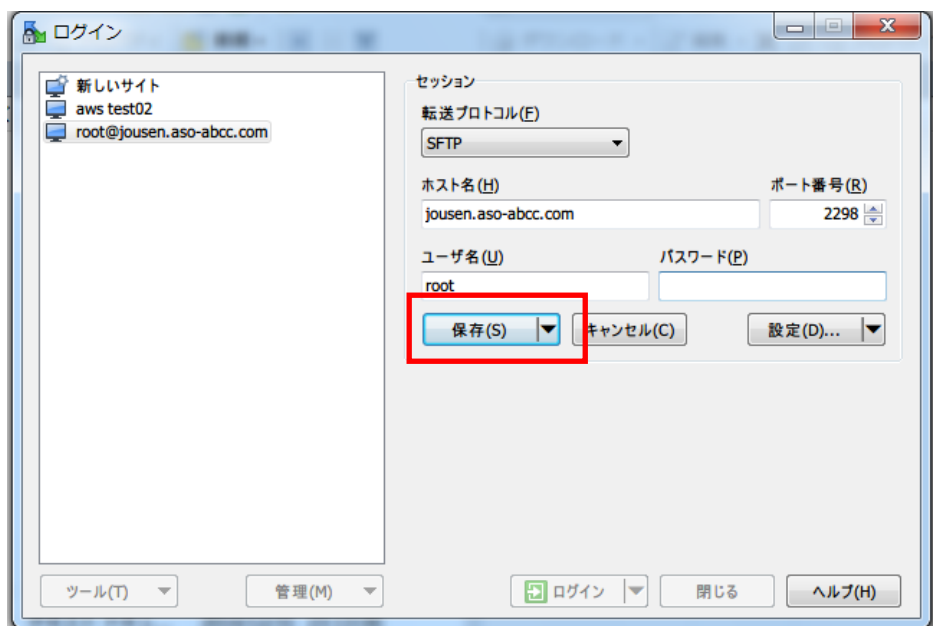 ログイン
新しいサイト
aws test02
root@jousen.aso-abcc.com
セッション
転送プロトコル(F)
SFTP
ホスト名(H) ポート番号(R)
jousen.aso-abcc.com 2298
ユーザ名(U) パスワード(P)
root
保存(S) キャンセル(C) 設定(D)...
ツール(T) 管理(M) ログイン 閉じる ヘルプ(H)